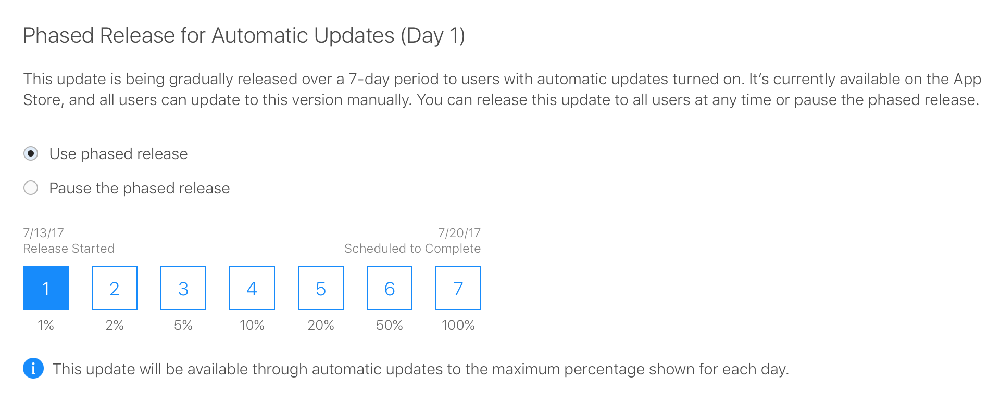 Phased Release for Automatic Updates (Day 1)
This update is being gradually released over a 7-day period to users with automatic updates turned on. It’s currently available on the App
Store, and all users can update to this version manually. You can release this update to all users at any time or pause the phased release.
Use phased release
Pause the phased release
7/13/17
Release Started
7/20/17
Scheduled to Complete
1 2 3 4 5 6 7
1% 2% 5% 10% 20% 50% 100%
i This update will be available through automatic updates to the maximum percentage shown for each day.